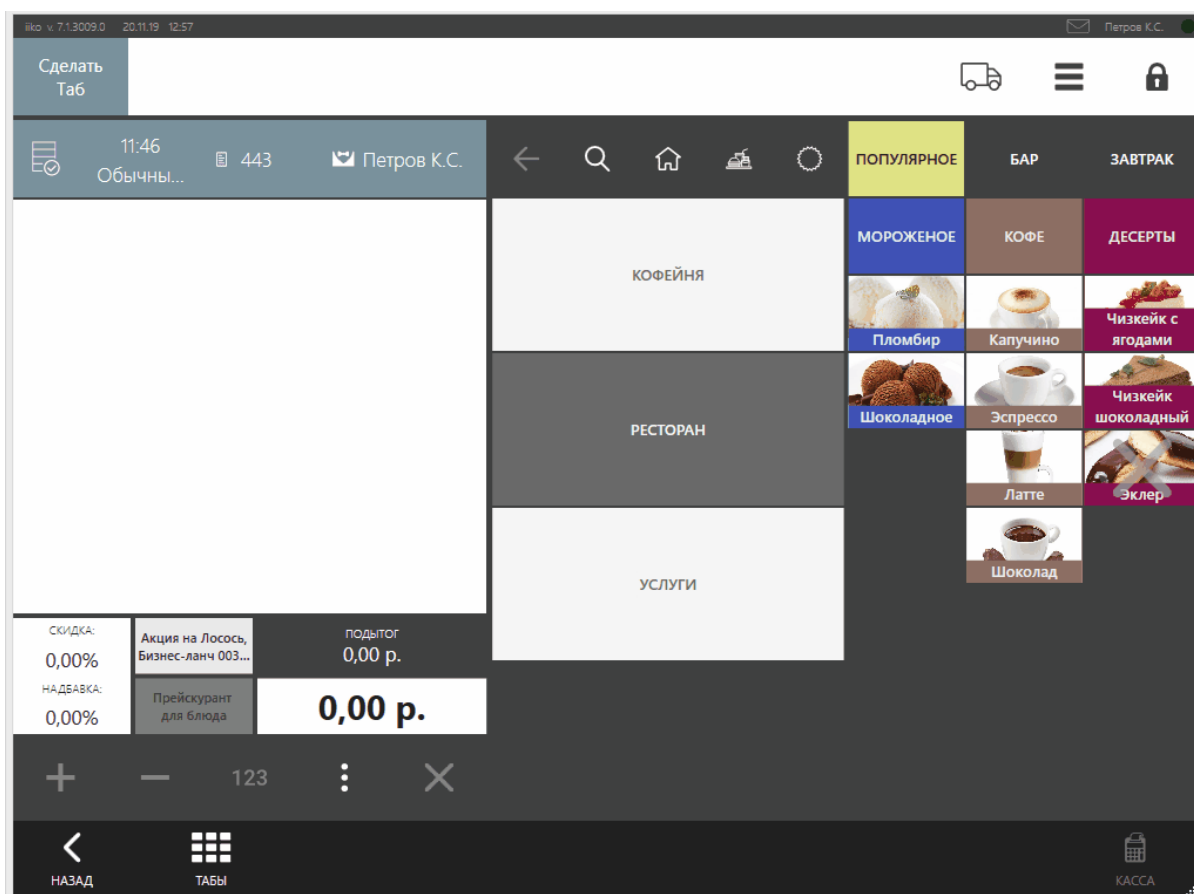 iiko v. 7.1.3009.0 20.11.19 12:57 Петров К.С.
Сделать
Таб
11:46
Обычны...
443
Петров К.С.
ПОПУЛЯРНОЕ
БАР
ЗАВТРАК
МОРОЖЕНОЕ
КОФЕ
ДЕСЕРТЫ
КОФЕЙНЯ
РЕСТОРАН
УСЛУГИ
Пломбир
Капучино
Чизкейк с
ягодами
Шоколадное
Эспрессо
Чизкейк
шоколадный
Латте
Эклер
Шоколад
СКИДКА:
0,00%
НАДБАВКА:
0,00%
Акция на Лосось,
Бизнес-ланч 003...
Прейскурант
для блюда
ПОДЫТОГ
0,00 р.
0,00 р.
123
НАЗАД
ТАБЫ
КАССА